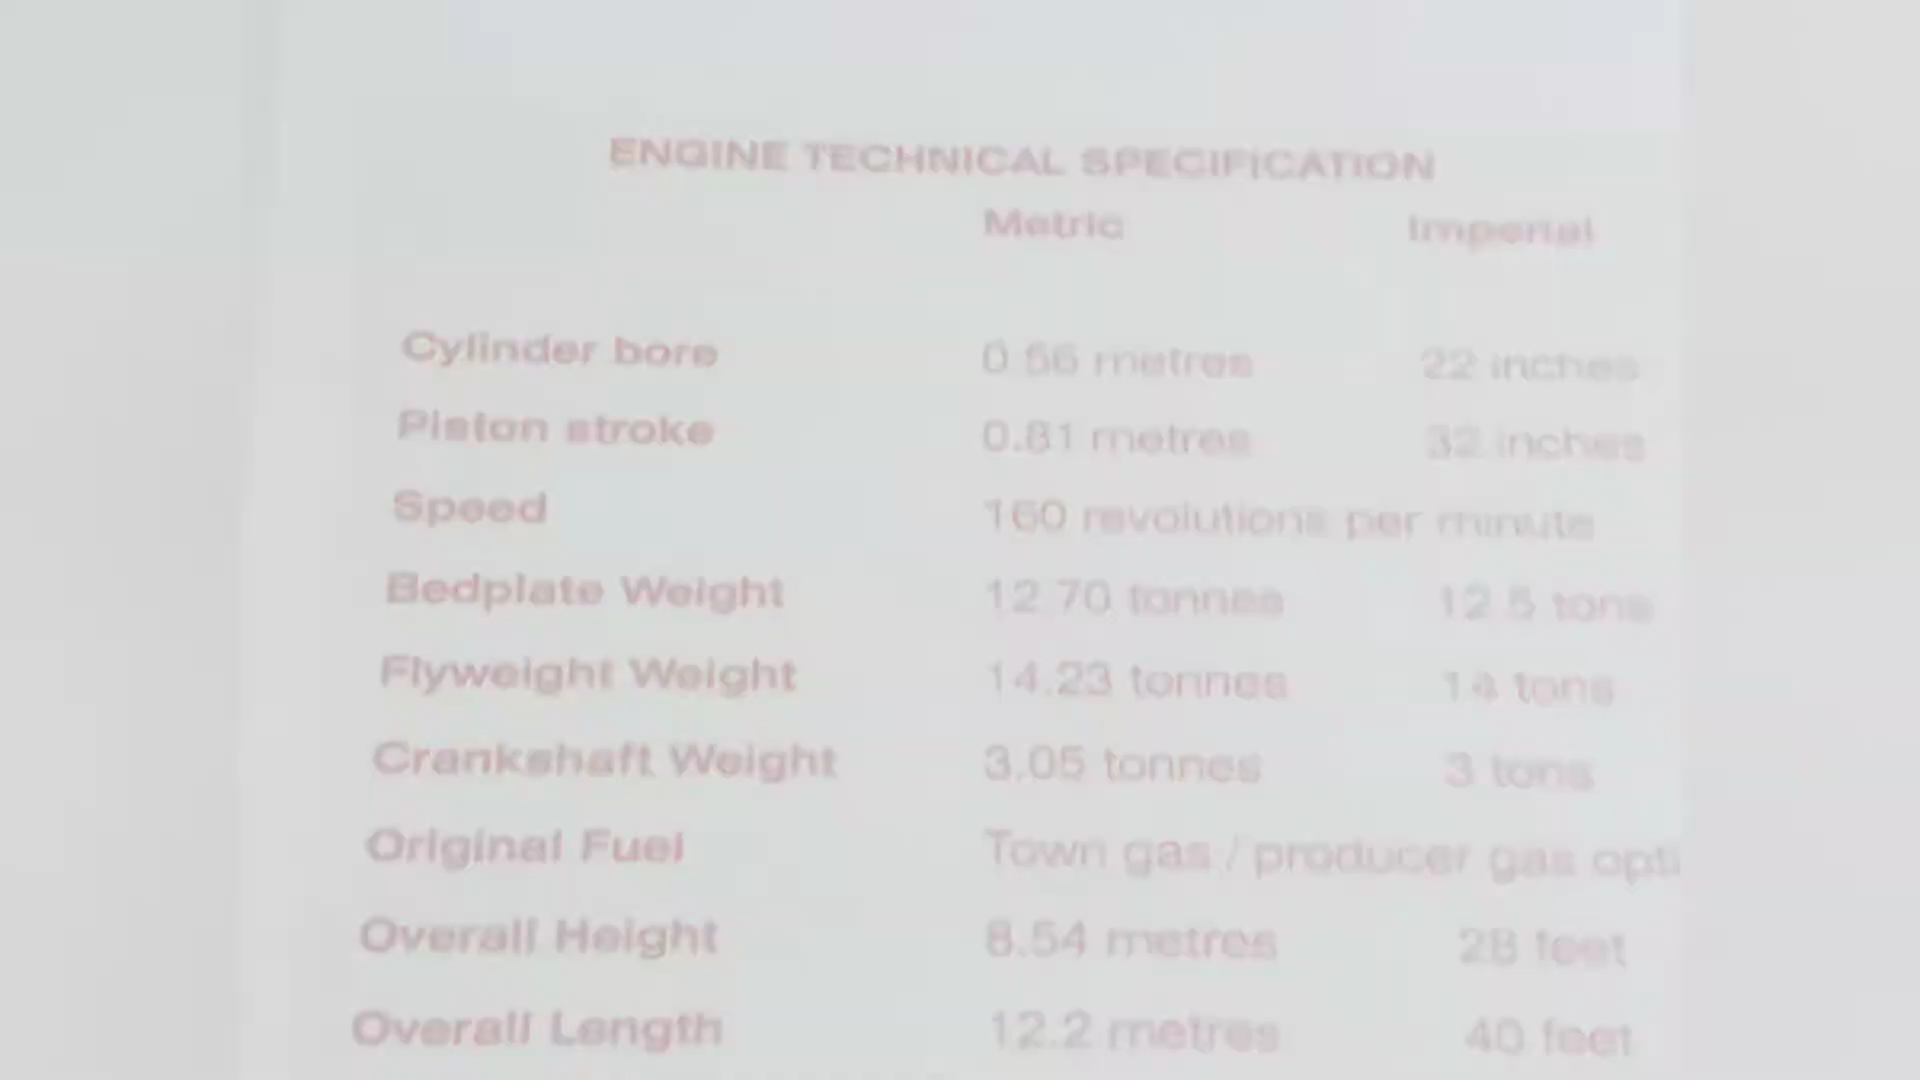 ENGINE TECHNICAL SPECIFICATION
Metric Imperial
Cylinder bore 0.56 metres 22 inches
Piston stroke 0.81 metres 32 inches
Speed 160 revolutions per minute
Bedplate Weight 12.70 tonnes 12.5 tons
Flyweight Weight 14.23 tonnes 14 tons
Crankshaft Weight 3.05 tonnes 3 tons
Original Fuel Town gas / producer gas opti
Overall Height 8.54 metres 28 feet
Overall Length 12.2 metres 40 feet